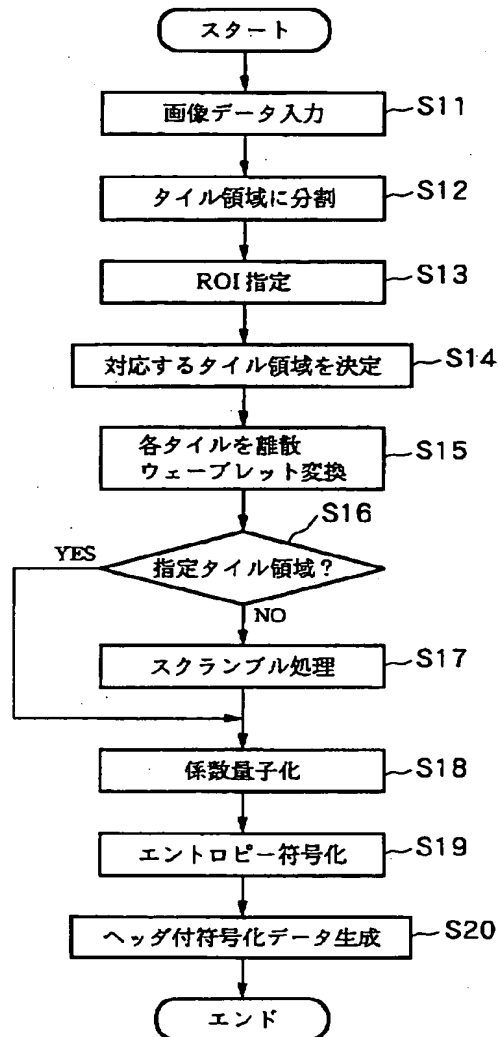 スタート
画像データ入力 S11
タイル領域に分割 S12
ROI 指定 S13
対応するタイル領域を決定 S14
各タイルを離散
ウェーブレット変換 S15
S16
YES
指定タイル領域?
NO
スクランブル処理 S17
係数量子化 S18
エントロピー符号化 S19
ヘッダ付符号化データ生成 S20
エンド